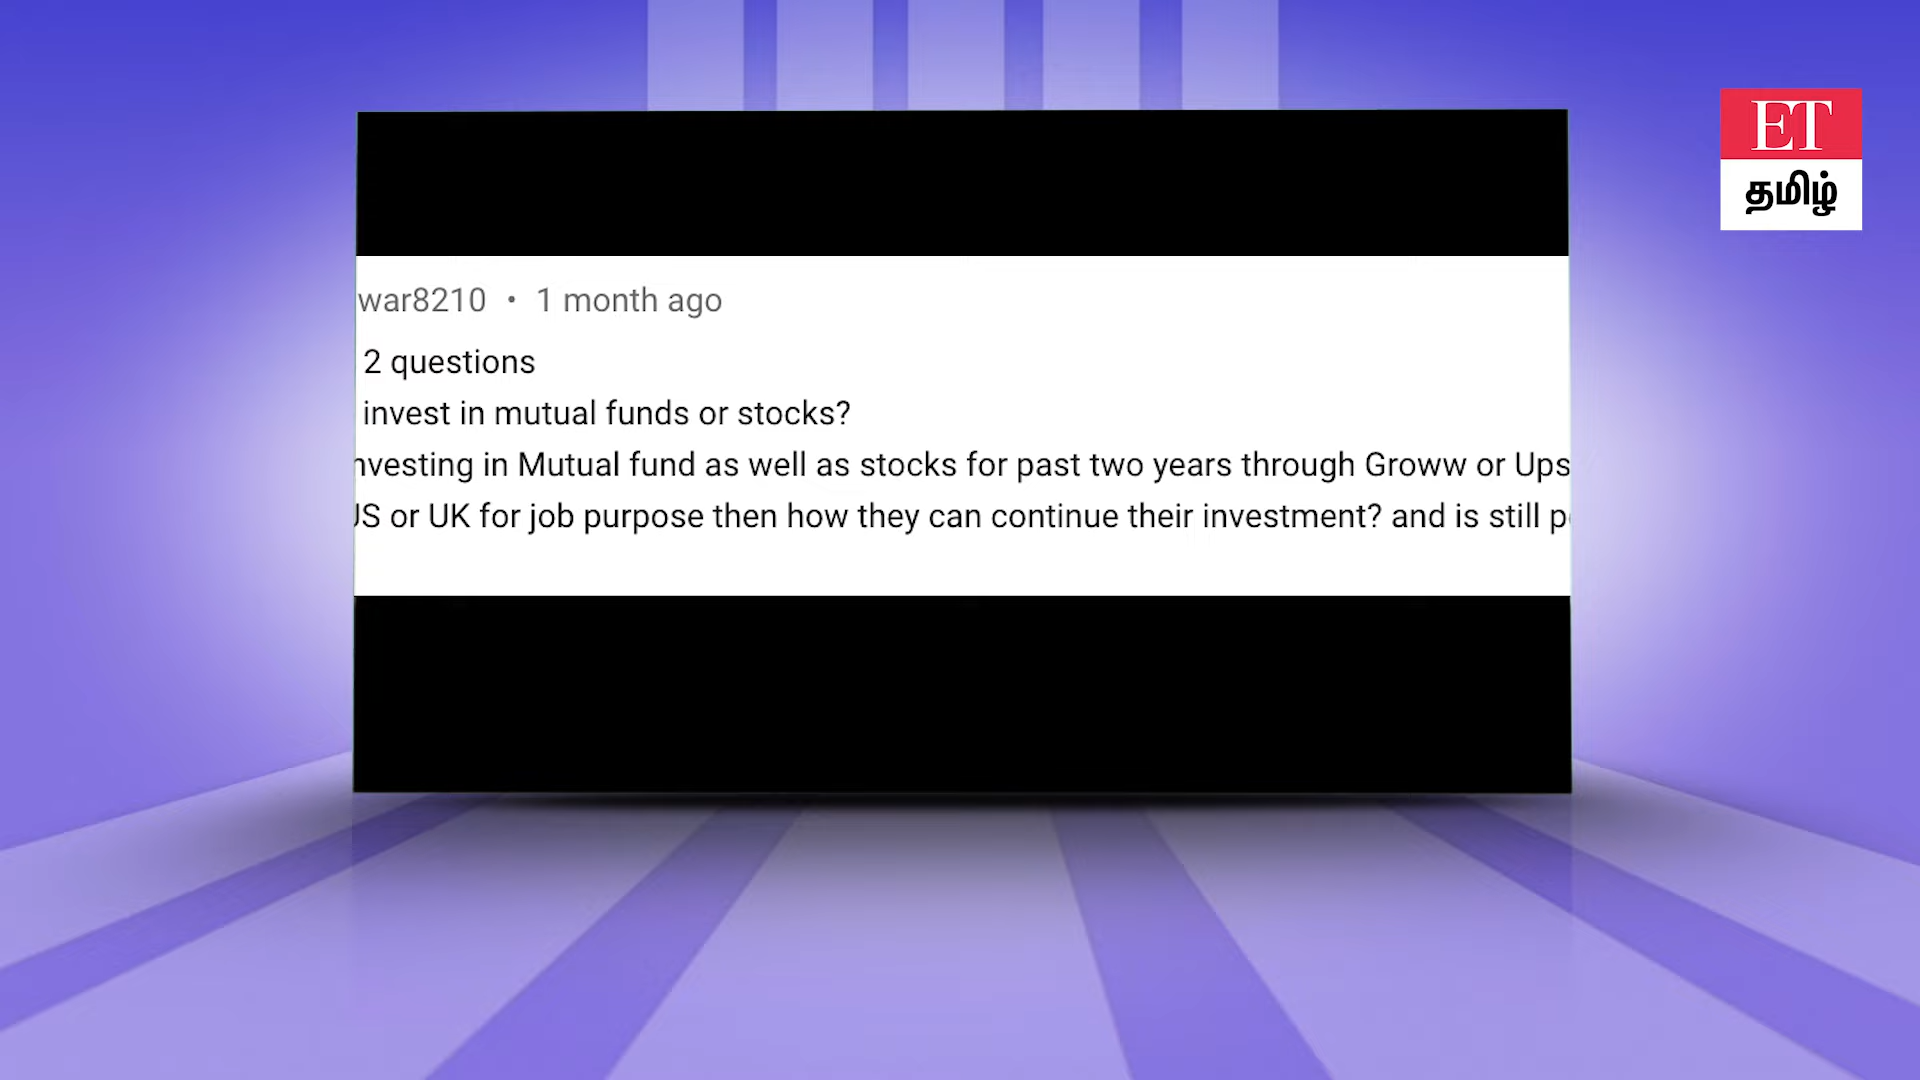 ET
தமிழ்
war8210 • 1 month ago
2 questions
invest in mutual funds or stocks?
nvesting in Mutual fund as well as stocks for past two years through Groww or Ups
US or UK for job purpose then how they can continue their investment? and is still